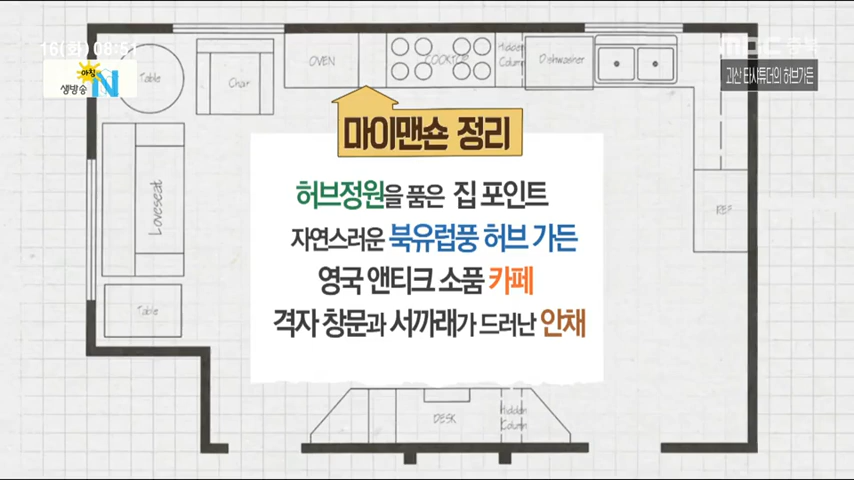 16(화) 08:51
아침
생방송 N
MBC 충북
괴산 타샤튜더의 허브가든
Table
Chair
OVEN
COOKTOP
Hidden
Column
Dishwasher
마이맨숀 정리
허브정원을 품은 집 포인트
자연스러운 북유럽풍 허브 가든
영국 앤티크 소품 카페
격자 창문과 서까래가 드러난 안채
Loveseat
REF
Table
DESK
Hidden
Column